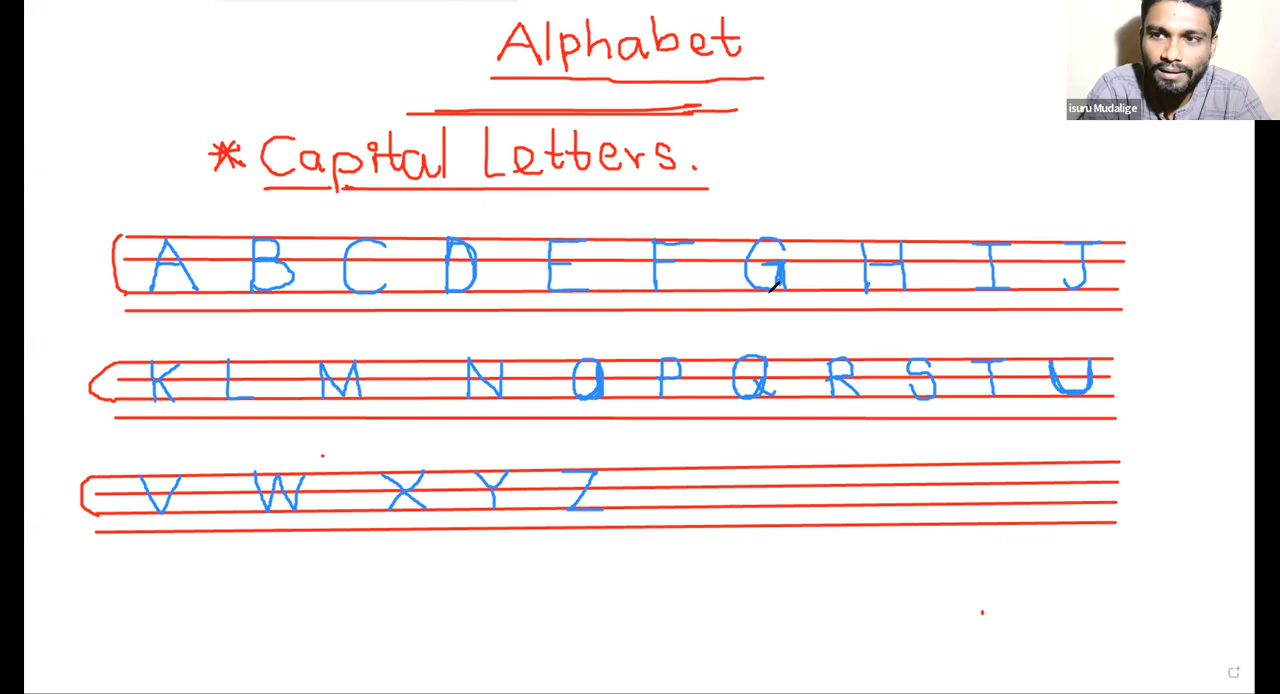 Alphabet
isuru Mudalige
* Capital Letters.
A B C D E F G H I J
K L M N O P Q R S T U
V W X Y Z